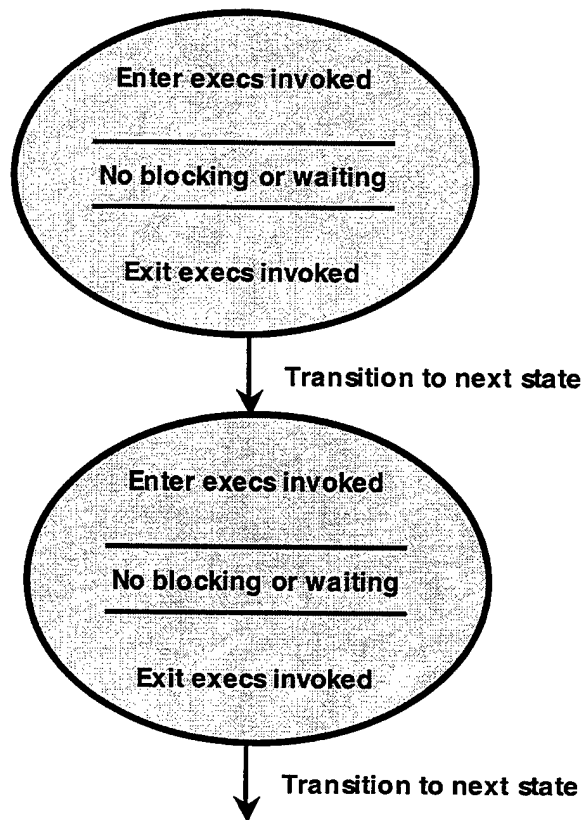 Enter execs invoked
No blocking or waiting
Exit execs invoked
Transition to next state
Enter execs invoked
No blocking or waiting
Exit execs invoked
Transition to next state